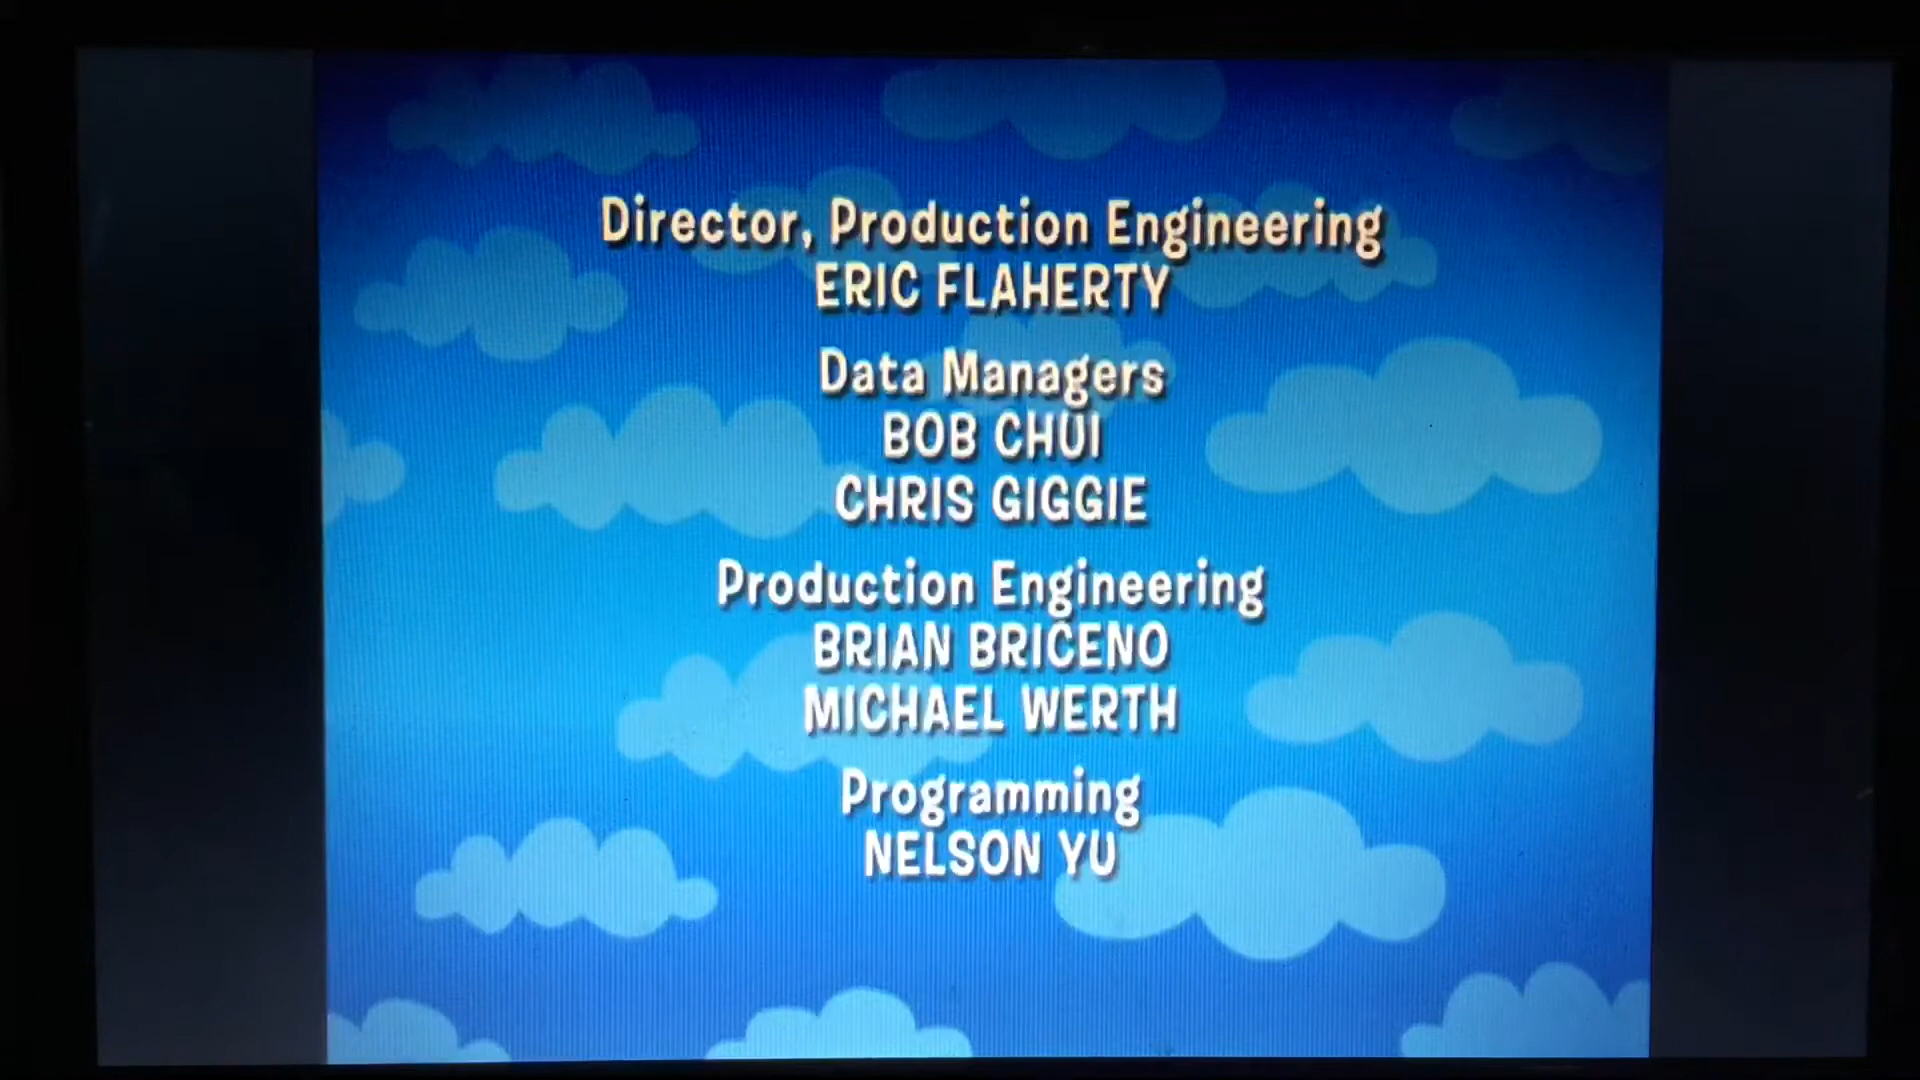 Director, Production Engineering
ERIC FLAHERTY
Data Managers
BOB CHUI
CHRIS GIGGIE
Production Engineering
BRIAN BRICENO
MICHAEL WERTH
Programming
NELSON YU